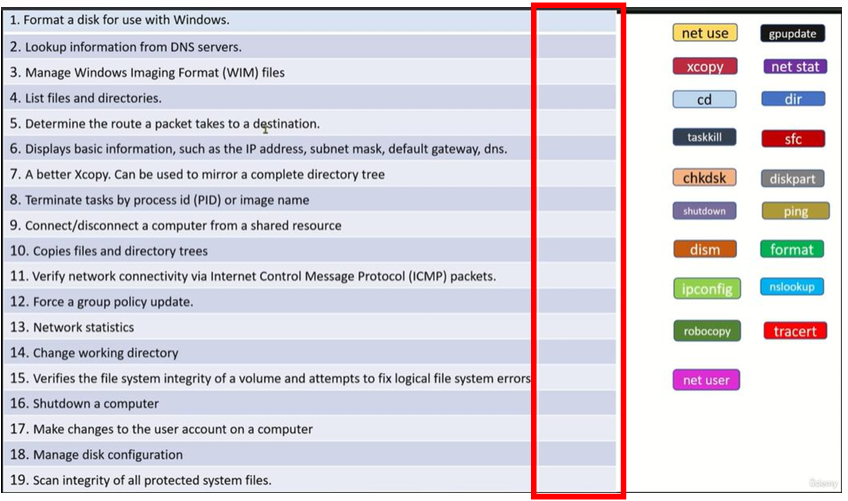 1. Format a disk for use with Windows.
2. Lookup information from DNS servers.
3. Manage Windows Imaging Format (WIM) files
4. List files and directories.
5. Determine the route a packet takes to a destination.
6. Displays basic information, such as the IP address, subnet mask, default gateway, dns.
7. A better Xcopy. Can be used to mirror a complete directory tree
8. Terminate tasks by process id (PID) or image name
9. Connect/disconnect a computer from a shared resource
10. Copies files and directory trees
11. Verify network connectivity via Internet Control Message Protocol (ICMP) packets.
12. Force a group policy update.
13. Network statistics
14. Change working directory
15. Verifies the file system integrity of a volume and attempts to fix logical file system errors
16. Shutdown a computer
17. Make changes to the user account on a computer
18. Manage disk configuration
19. Scan integrity of all protected system files.
net use
gpupdate
xcopy
net stat
cd
dir
taskkill
sfc
chkdsk
diskpart
shutdown
ping
dism
format
ipconfig
nslookup
robocopy
tracert
net user
Udemy